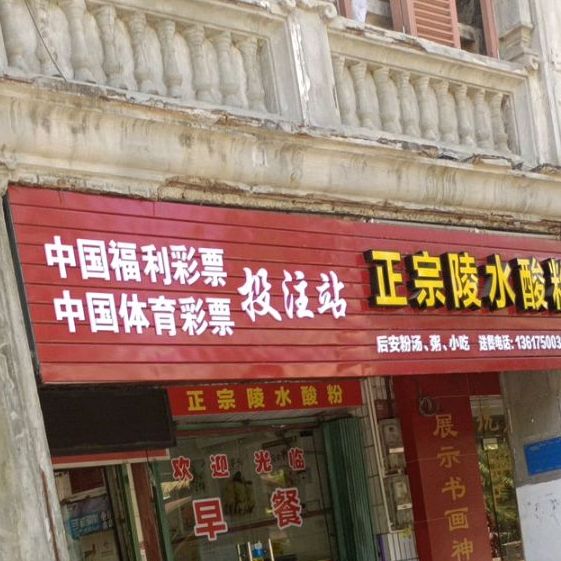 中国福利彩票
中国体育彩票
投注站
正宗陵水酸粉
后安粉汤、粥、小吃 送餐电话:136175003
正宗陵水酸粉
欢迎光临
早餐
展示书画神